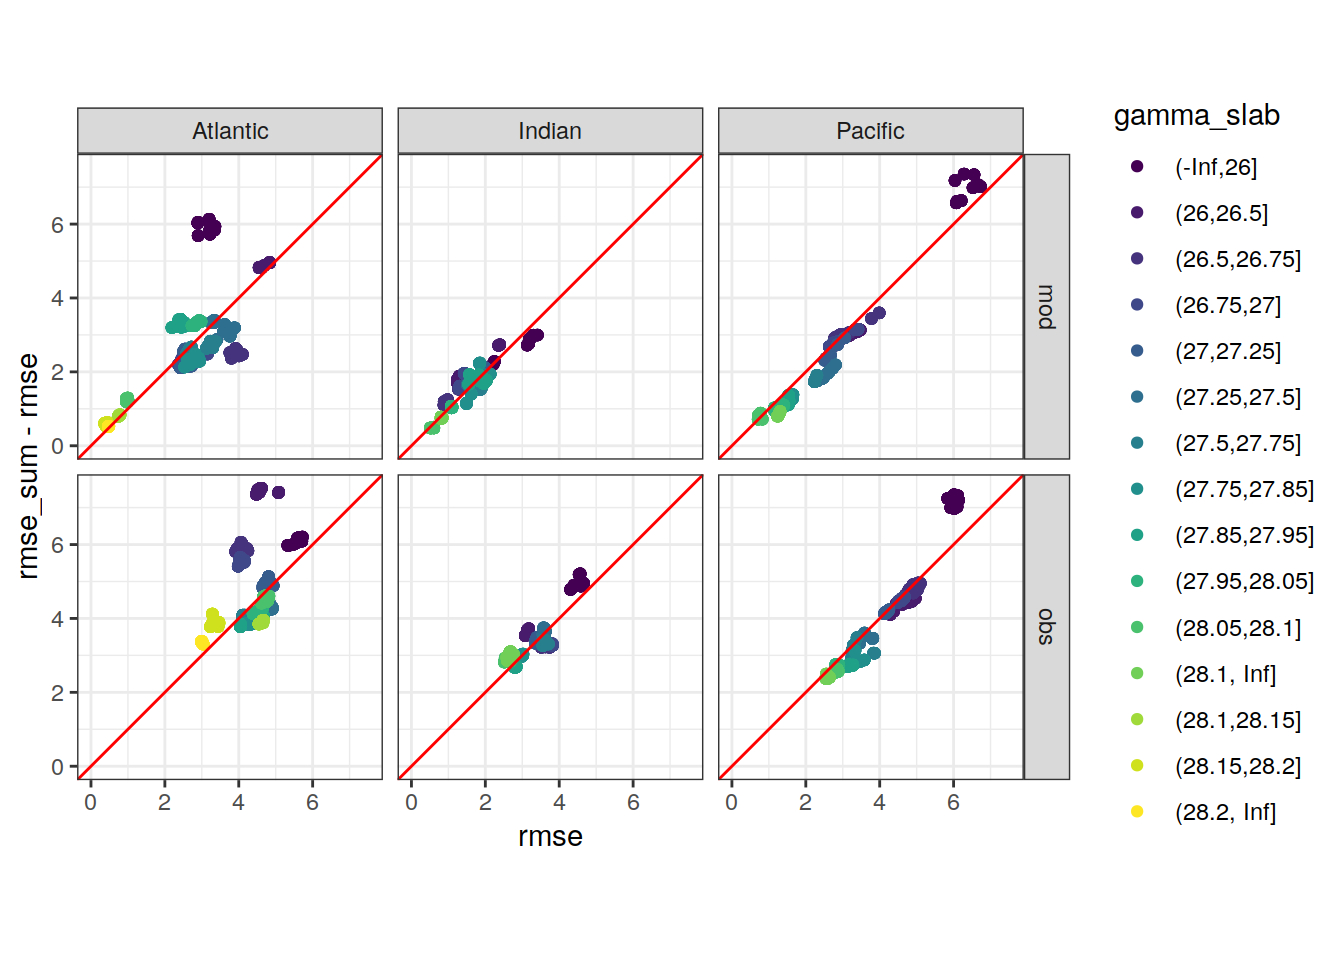 Atlantic Indian Pacific
mod
obs
rmse_sum - rmse
6
4
2
0
6
4
2
0
0 2 4 6 0 2 4 6 0 2 4 6
rmse
gamma_slab
(-Inf,26]
(26,26.5]
(26.5,26.75]
(26.75,27]
(27,27.25]
(27.25,27.5]
(27.5,27.75]
(27.75,27.85]
(27.85,27.95]
(27.95,28.05]
(28.05,28.1]
(28.1, Inf]
(28.1,28.15]
(28.15,28.2]
(28.2, Inf]